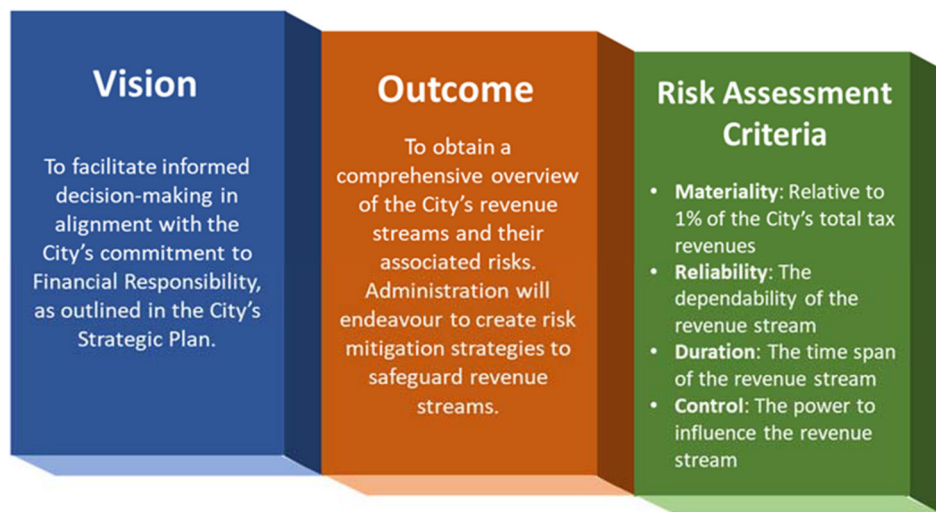 Vision
To facilitate informed
decision-making in
alignment with the
City's commitment to
Financial Responsibility,
as outlined in the City's
Strategic Plan.
Outcome
To obtain a
comprehensive overview
of the City's revenue
streams and their
associated risks.
Administration will
endeavour to create risk
mitigation strategies to
safeguard revenue
streams.
Risk Assessment
Criteria
• Materiality: Relative to
1% of the City's total tax
revenues
• Reliability: The
dependability of the
revenue stream
• Duration: The time span
of the revenue stream
• Control: The power to
influence the revenue
stream